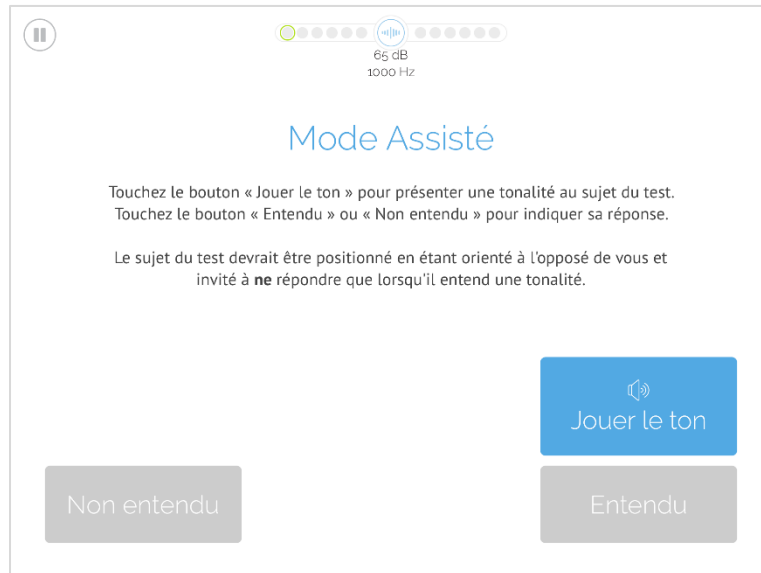 65 dB
1000 Hz
Mode Assisté
Touchez le bouton « Jouer le ton » pour présenter une tonalité au sujet du test.
Touchez le bouton « Entendu » ou « Non entendu » pour indiquer sa réponse.
Le sujet du test devrait être positionné en étant orienté à l'opposé de vous et
invité à ne répondre que lorsqu'il entend une tonalité.
Jouer le ton
Non entendu
Entendu